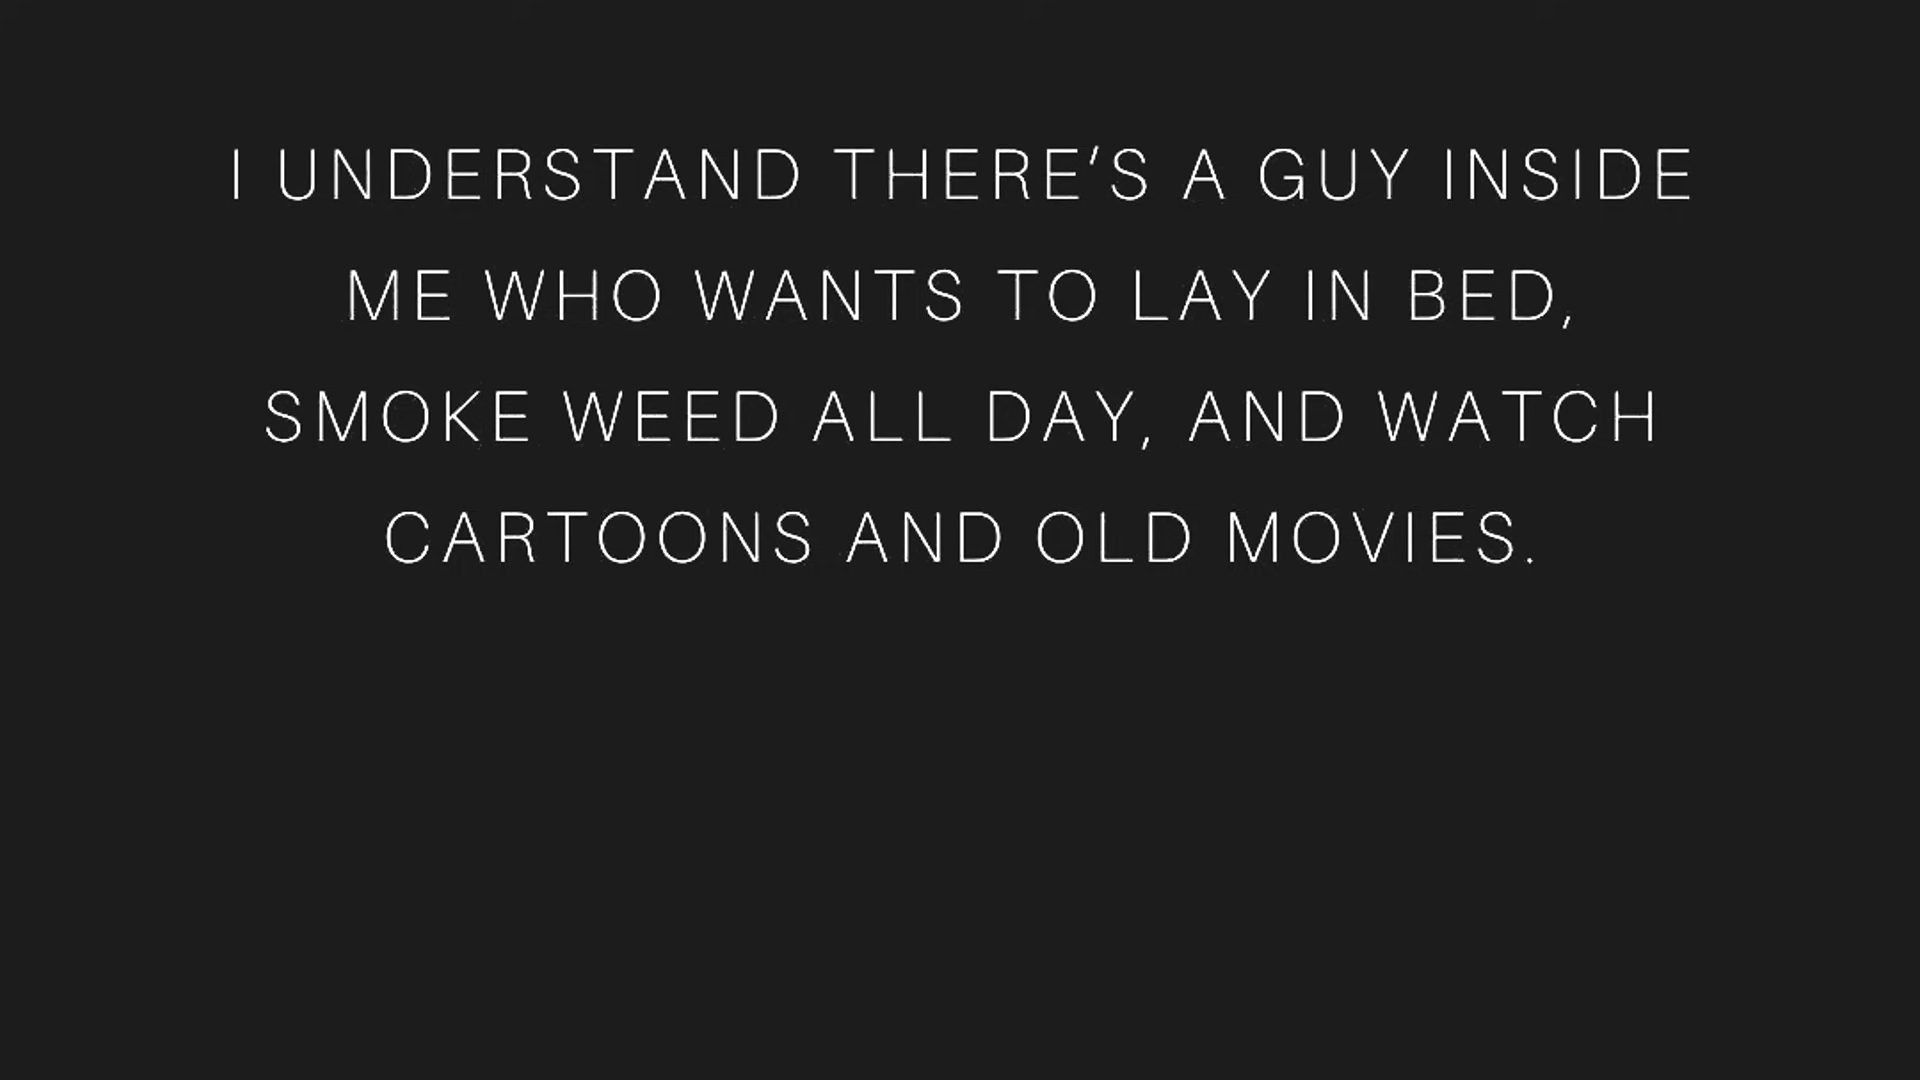 I UNDERSTAND THERE’S A GUY INSIDE
ME WHO WANTS TO LAY IN BED,
SMOKE WEED ALL DAY, AND WATCH
CARTOONS AND OLD MOVIES.